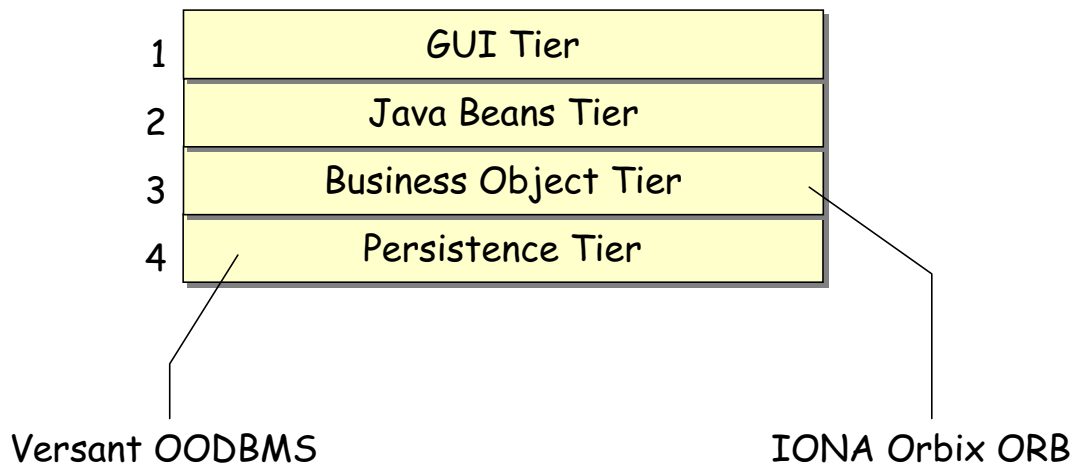 1 GUI Tier
2 Java Beans Tier
3 Business Object Tier
4 Persistence Tier
Versant OODBMS
IONA Orbix ORB